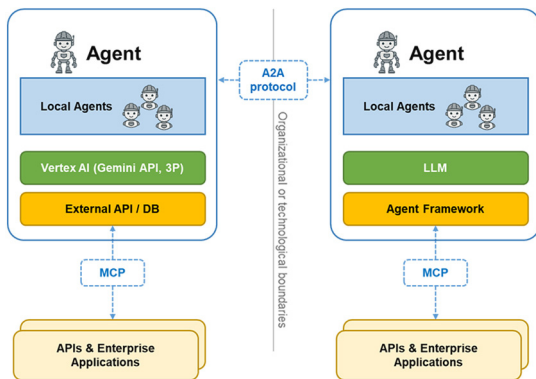 Agent
Local Agents
Vertex AI (Gemini API, 3P)
External API / DB
MCP
APIs & Enterprise
Applications
A2A
protocol
Organizational or technological boundaries
Agent
Local Agents
LLM
Agent Framework
MCP
APIs & Enterprise
Applications